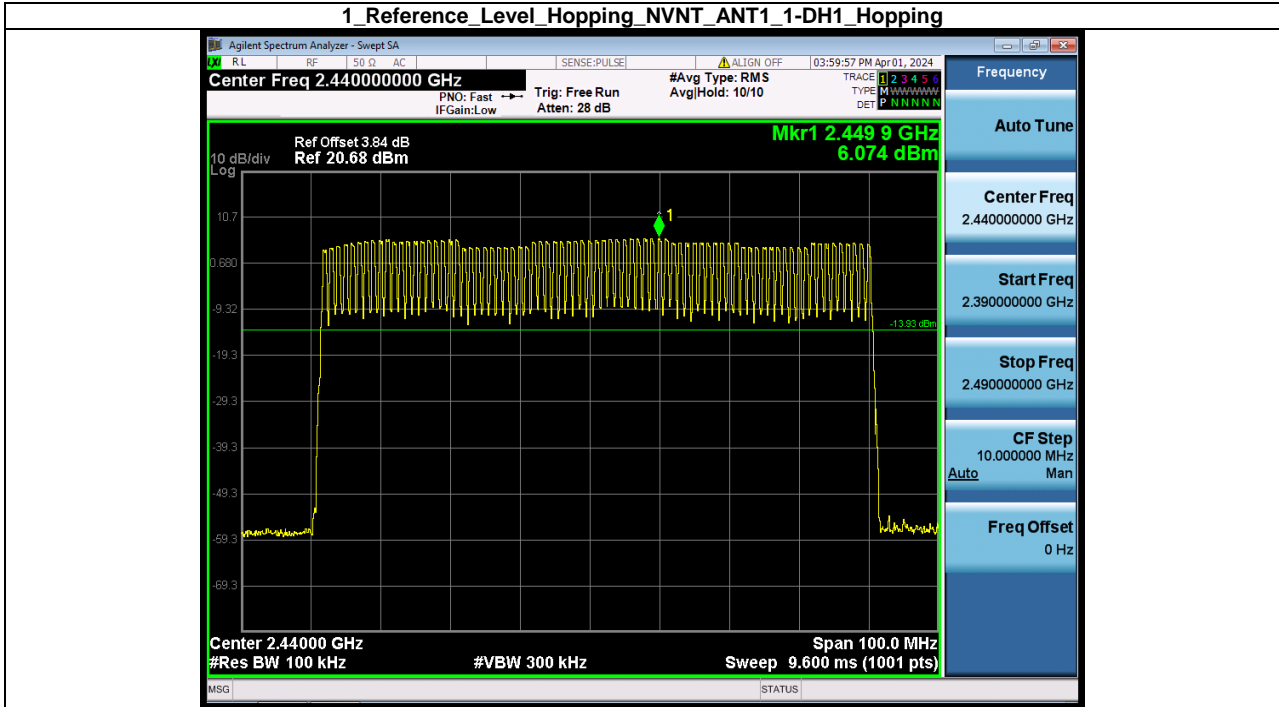 1_Reference_Level_Hopping_NVNT_ANT1_1-DH1_Hopping
Agilent Spectrum Analyzer - Swept SA
LXI RL RF 50 Ω AC SENSE:PULSE ALIGN OFF 03:59:57 PM Apr 01, 2024
Center Freq 2.440000000 GHz
PNO: Fast
IFGain:Low
Trig: Free Run
Atten: 28 dB
#Avg Type: RMS
Avg|Hold: 10/10
TRACE 1 2 3 4 5 6
TYPE M WWWWW
DET P N N N N N
Mkr1 2.449 9 GHz
6.074 dBm
Ref Offset 3.84 dB
10 dB/div Ref 20.68 dBm
Log
1
10.7
0.680
-9.32
-13.93 dBm
-19.3
-29.3
-39.3
-49.3
-59.3
-69.3
Center 2.44000 GHz Span 100.0 MHz
#Res BW 100 kHz #VBW 300 kHz Sweep 9.600 ms (1001 pts)
MSG STATUS
Frequency
Auto Tune
Center Freq
2.440000000 GHz
Start Freq
2.390000000 GHz
Stop Freq
2.490000000 GHz
CF Step
10.000000 MHz
Auto Man
Freq Offset
0 Hz